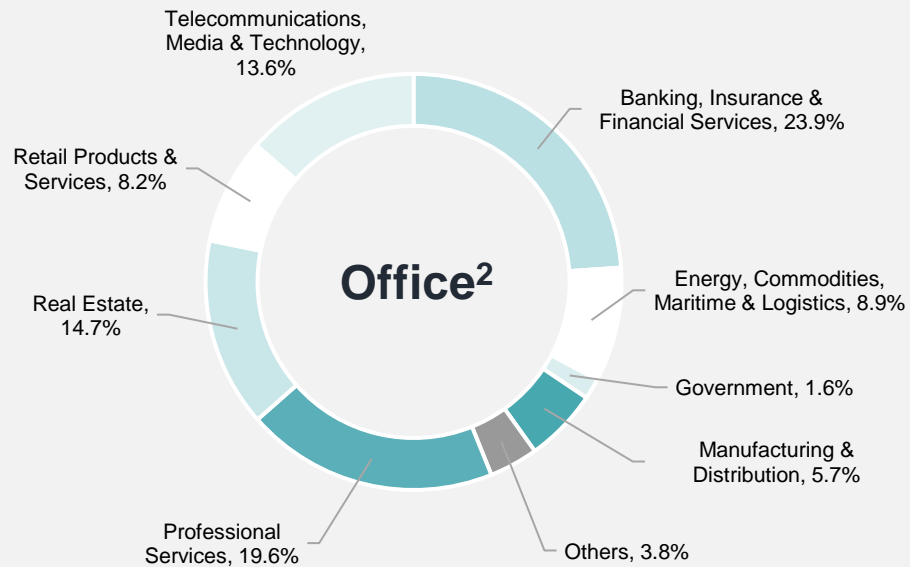 Telecommunications,
Media & Technology,
13.6%
Banking, Insurance &
Financial Services, 23.9%
Retail Products &
Services, 8.2%
Office²
Energy, Commodities,
Maritime & Logistics, 8.9%
Real Estate,
14.7%
Government, 1.6%
Manufacturing &
Distribution, 5.7%
Professional
Services, 19.6%
Others, 3.8%